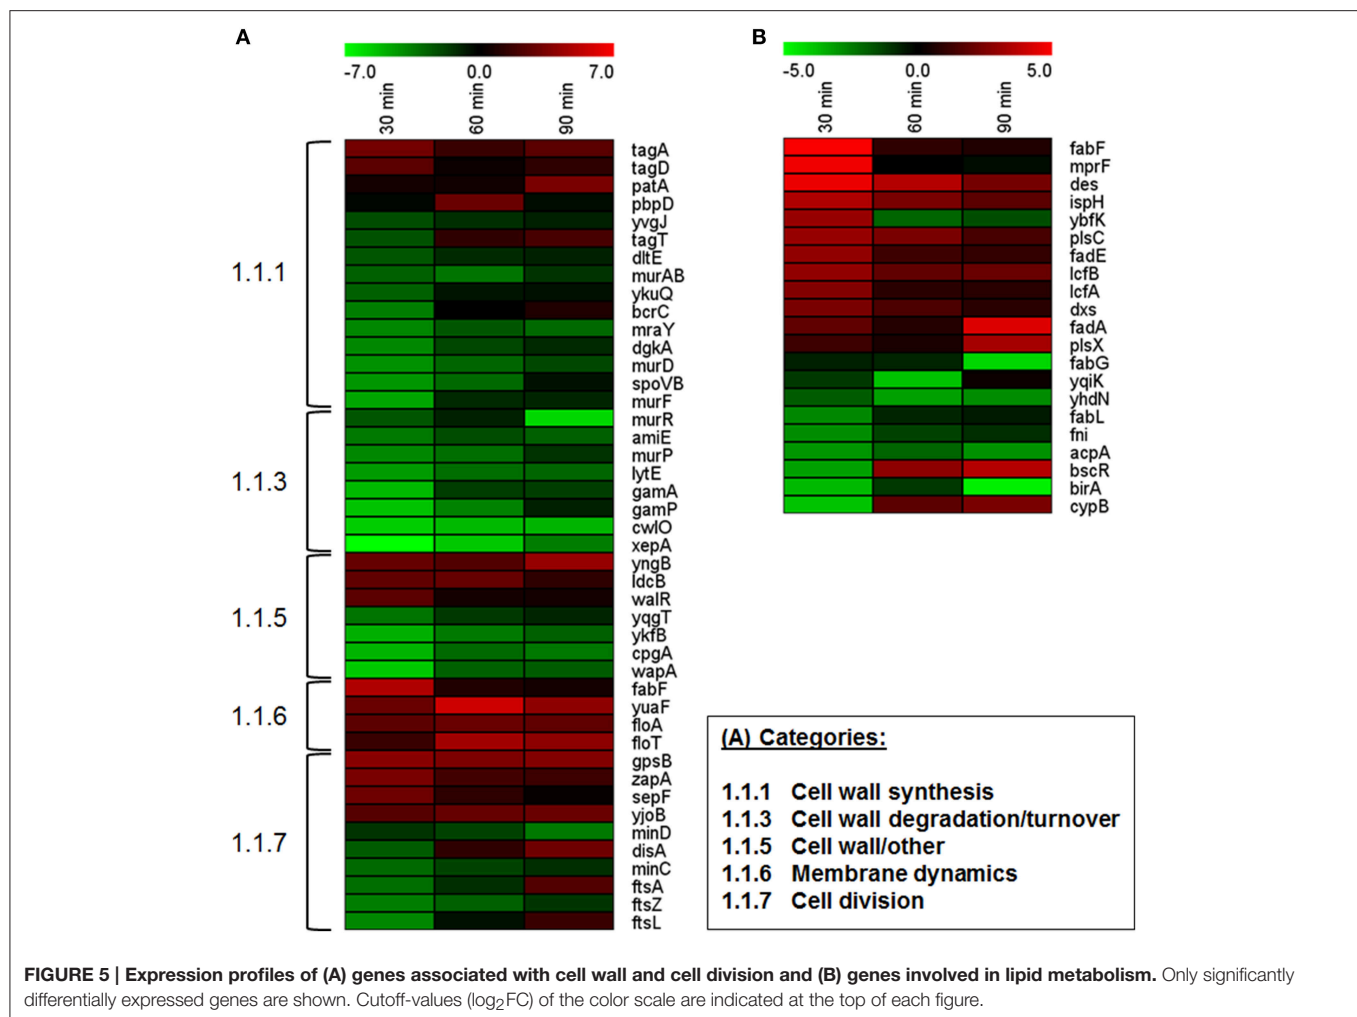 A
-7.0 0.0 7.0
30 min 60 min 90 min
1.1.1
tagA
tagD
patA
pbpD
yvgJ
tagT
dltE
murAB
ykuQ
bcrC
mraY
dgkA
murD
spoVB
murF
1.1.3
murR
amiE
murP
lytE
gamA
gamP
cwlO
xepA
1.1.5
yngB
ldcB
walR
yqgT
ykfB
cpgA
wapA
1.1.6
fabF
yuaF
floA
floT
1.1.7
gpsB
zapA
sepF
yjoB
minD
disA
minC
ftsA
ftsZ
ftsL
B
-5.0 0.0 5.0
30 min 60 min 90 min
fabF
mprF
des
ispH
ybfK
plsC
fadE
lcfB
lcfA
dxs
fadA
plsX
fabG
yqiK
yhdN
fabL
fni
acpA
bscR
birA
cypB
(A) Categories:
1.1.1 Cell wall synthesis
1.1.3 Cell wall degradation/turnover
1.1.5 Cell wall/other
1.1.6 Membrane dynamics
1.1.7 Cell division
FIGURE 5 | Expression profiles of (A) genes associated with cell wall and cell division and (B) genes involved in lipid metabolism. Only significantly
differentially expressed genes are shown. Cutoff-values (log₂FC) of the color scale are indicated at the top of each figure.